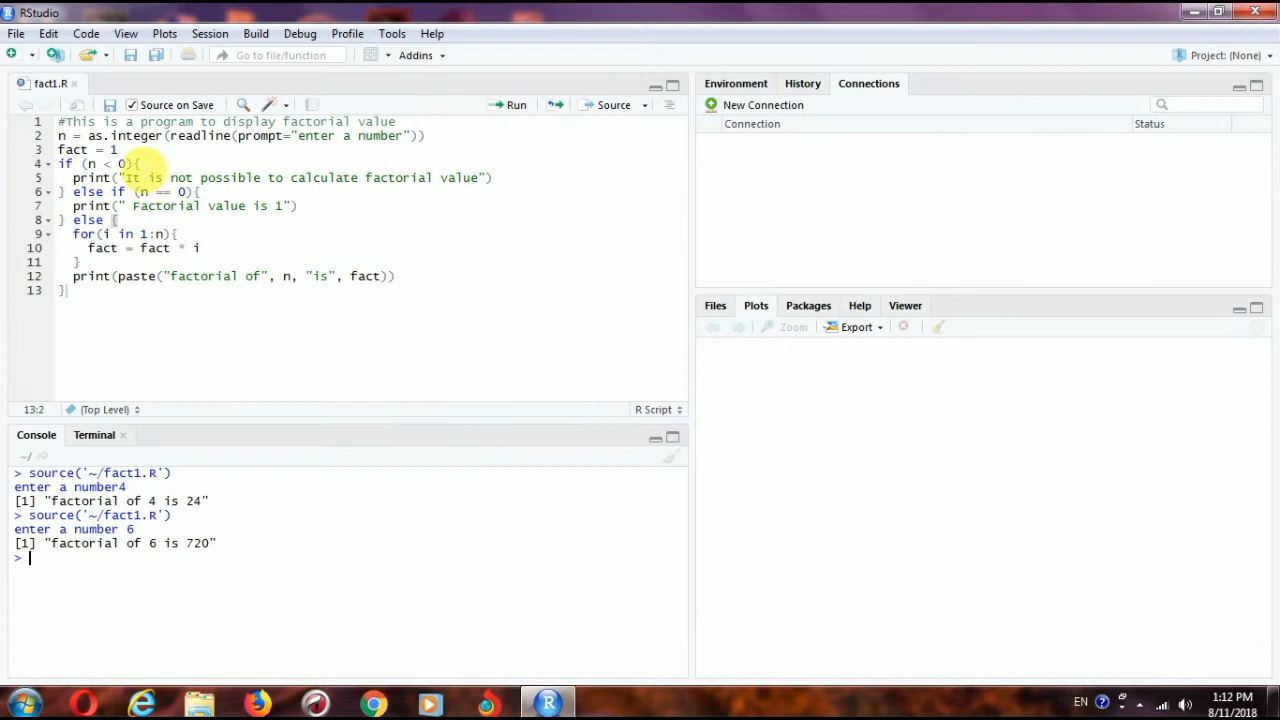 RStudio
File Edit Code View Plots Session Build Debug Profile Tools Help
Go to file/function Addins Project: (None)
fact1.R
Source on Save Run Source
1 #This is a program to display factorial value
2 n = as.integer(readline(prompt="enter a number"))
3 fact = 1
4 if (n < 0){
5 print("It is not possible to calculate factorial value")
6 } else if (n == 0){
7 print(" Factorial value is 1")
8 } else {
9 for(i in 1:n){
10 fact = fact * i
11 }
12 print(paste("factorial of", n, "is", fact))
13 }
13:2 (Top Level) R Script
Console Terminal
~/
> source('~/fact1.R')
enter a number4
[1] "factorial of 4 is 24"
> source('~/fact1.R')
enter a number 6
[1] "factorial of 6 is 720"
>
Environment History Connections
New Connection
Connection Status
Files Plots Packages Help Viewer
Zoom Export
EN 1:12 PM
8/11/2018